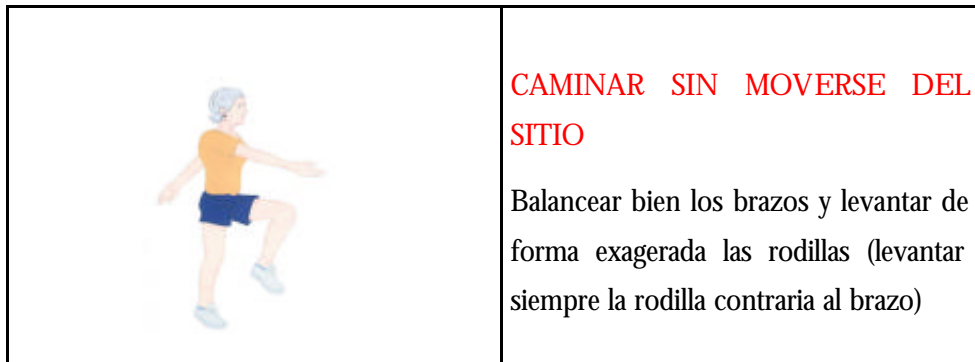 CAMINAR SIN MOVERSE DEL
SITIO
Balancear bien los brazos y levantar de
forma exagerada las rodillas (levantar
siempre la rodilla contraria al brazo)